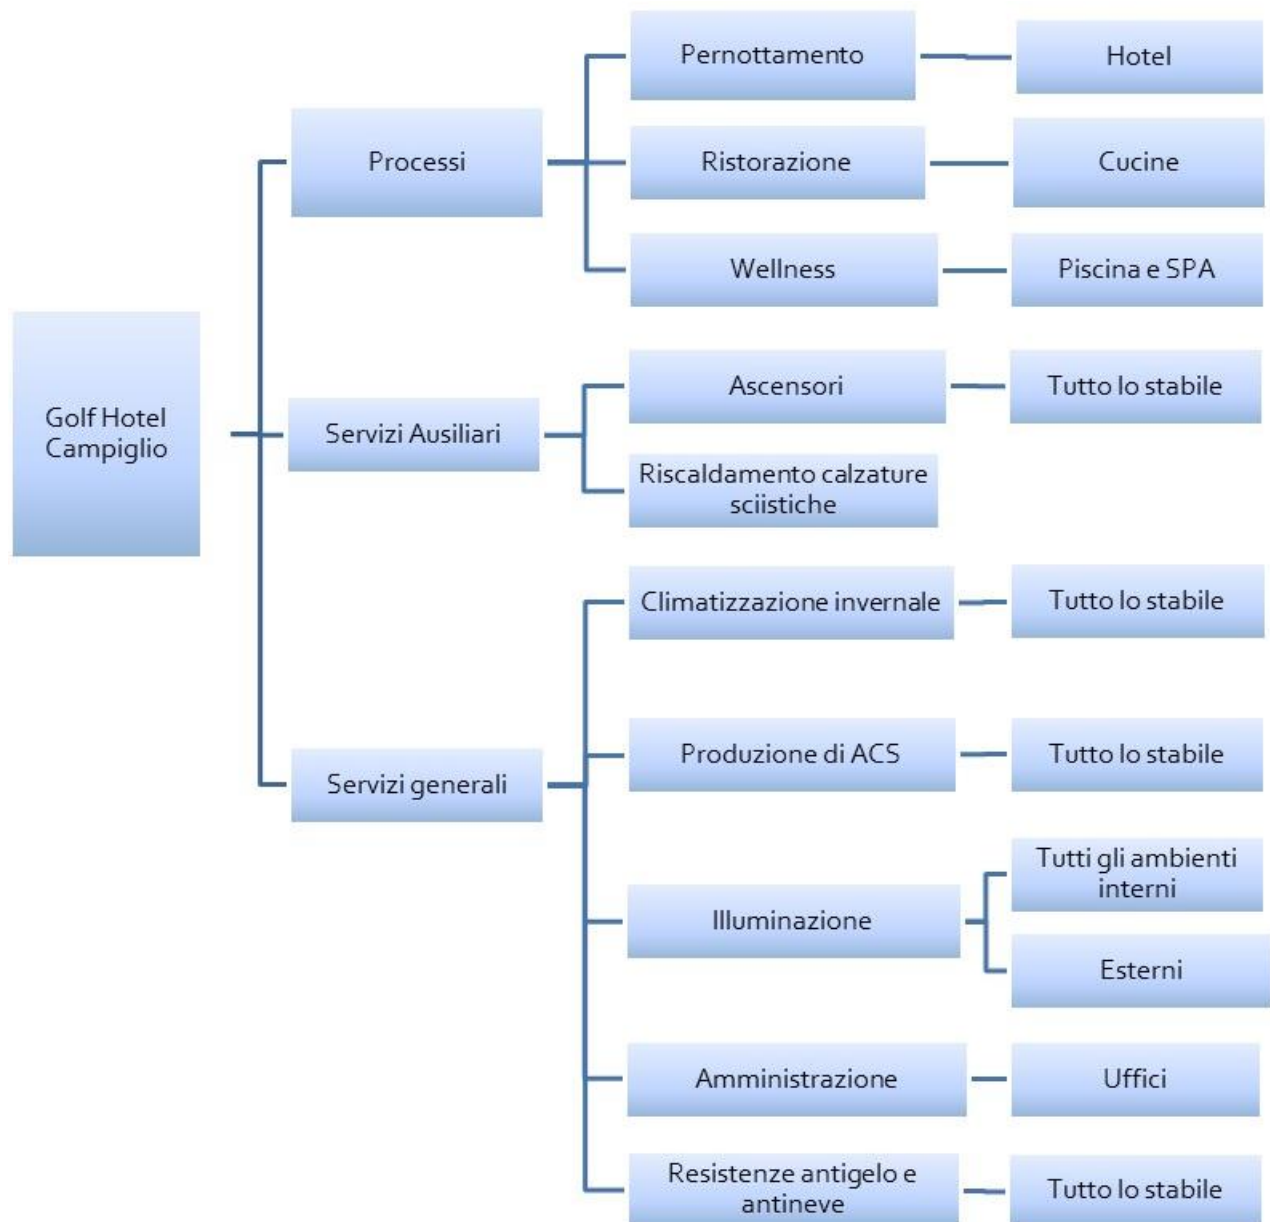 Golf Hotel
Campiglio
Processi
Pernottamento
Hotel
Ristorazione
Cucine
Wellness
Piscina e SPA
Servizi Ausiliari
Ascensori
Tutto lo stabile
Riscaldamento calzature
sciistiche
Servizi generali
Climatizzazione invernale
Tutto lo stabile
Produzione di ACS
Tutto lo stabile
Illuminazione
Tutti gli ambienti
interni
Esterni
Amministrazione
Uffici
Resistenze antigelo e
antineve
Tutto lo stabile